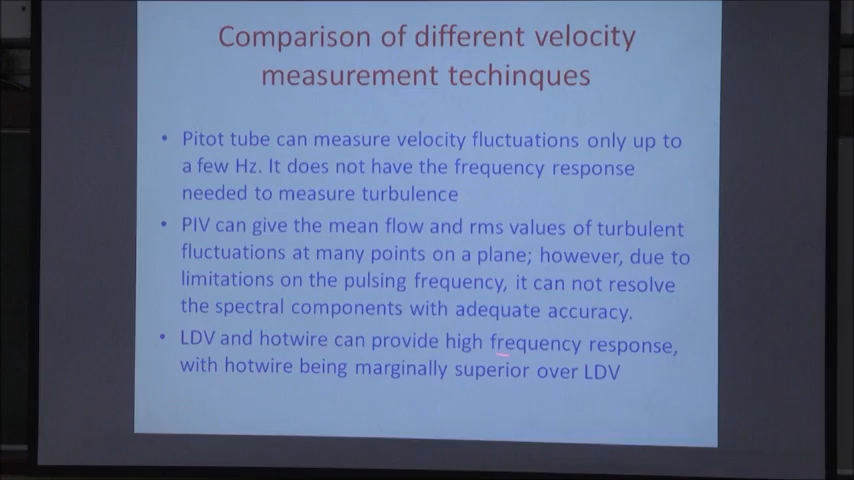 Comparison of different velocity
measurement techinques
• Pitot tube can measure velocity fluctuations only up to
a few Hz. It does not have the frequency response
needed to measure turbulence
• PIV can give the mean flow and rms values of turbulent
fluctuations at many points on a plane; however, due to
limitations on the pulsing frequency, it can not resolve
the spectral components with adequate accuracy.
• LDV and hotwire can provide high frequency response,
with hotwire being marginally superior over LDV